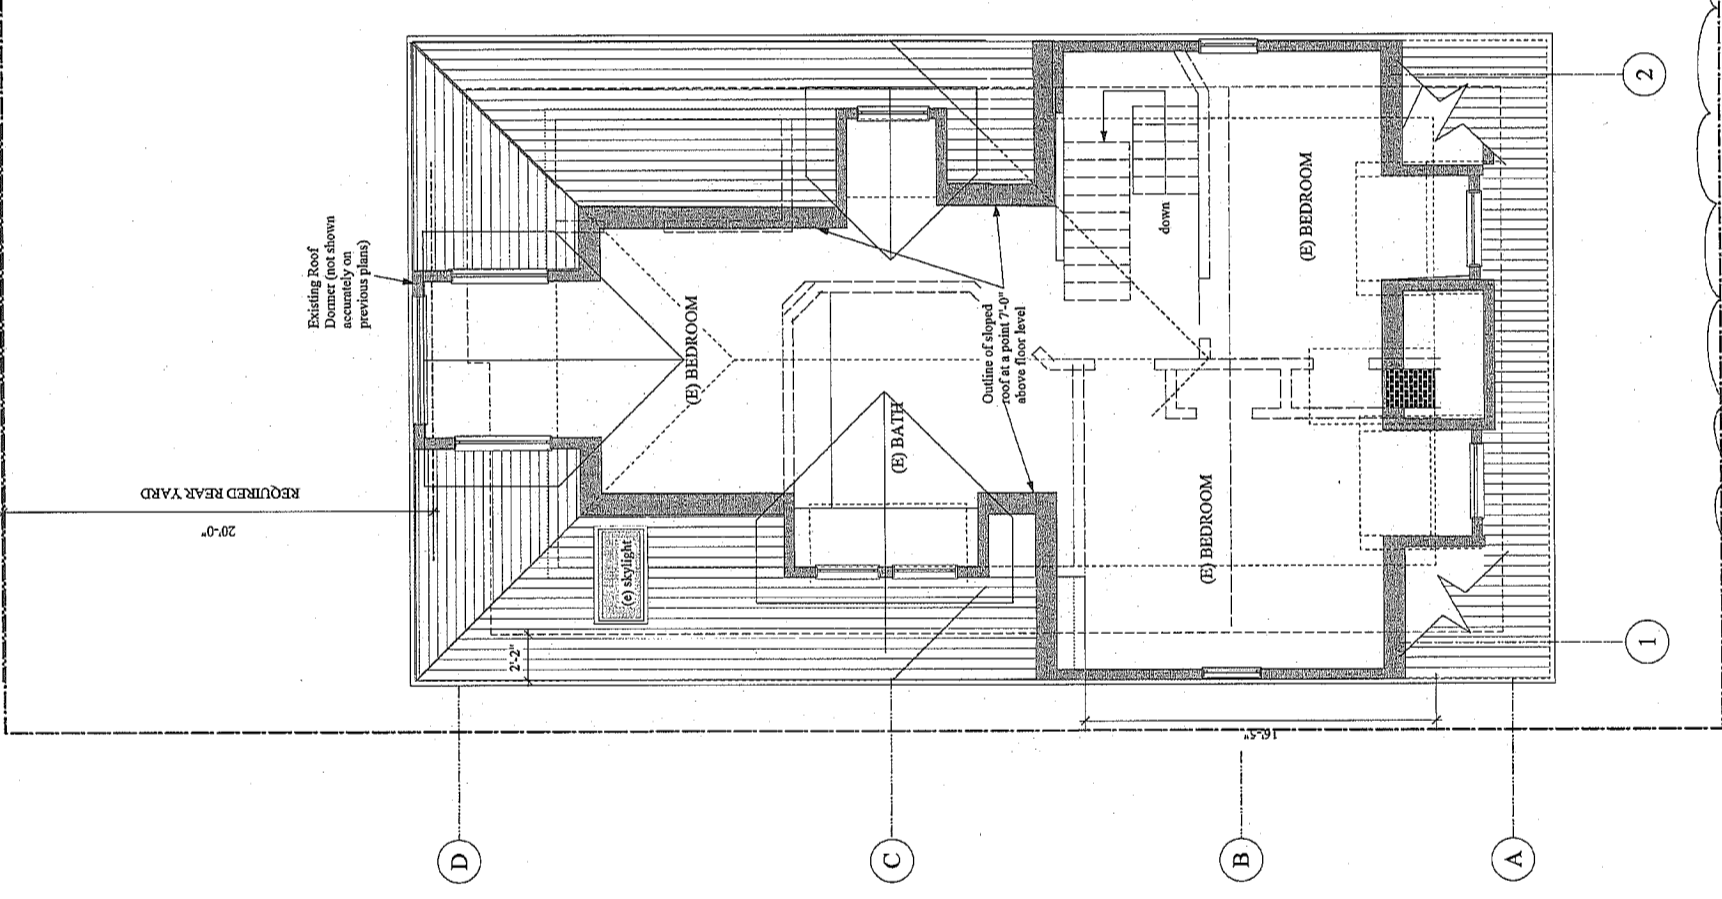 Existing Roof
Dormer (not shown
accurately on
previous plans)
REQUIRED REAR YARD
20'-0"
(E) BEDROOM
(e) skylight
2'-2"
(E) BATH
Outline of sloped
roof at a point 7'-0"
above floor level
down
(E) BEDROOM
(E) BEDROOM
16'-5"
D
C
B
A
1
2